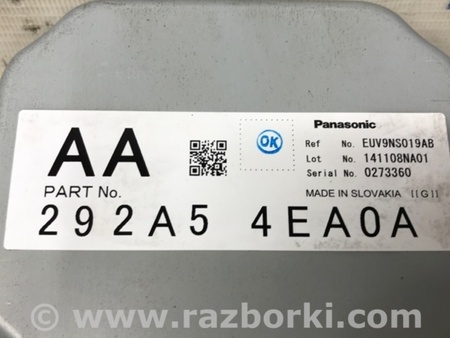 AA
OK
Panasonic
Ref No. EUV9NS019AB
Lot No. 141108NA01
Serial No. 0273360
PART No.
MADE IN SLOVAKIA [[G]]
292A5 4EA0A
© www.razborki.com